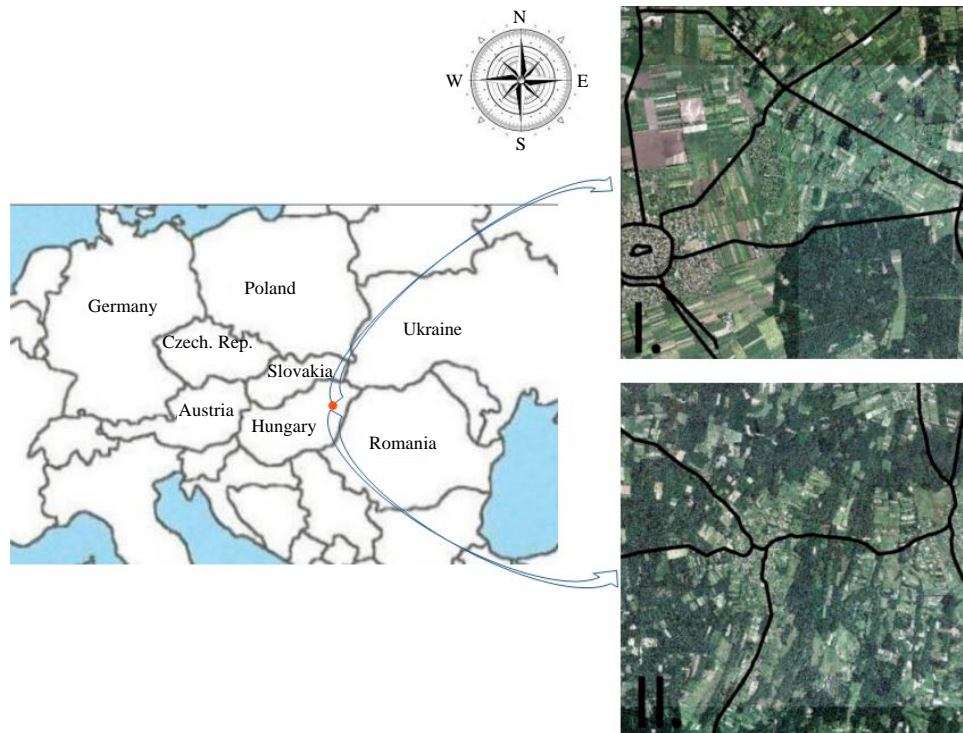 N
W
E
S
Germany
Poland
Ukraine
Czech. Rep.
Slovakia
Austria
Hungary
Romania
I.
II.